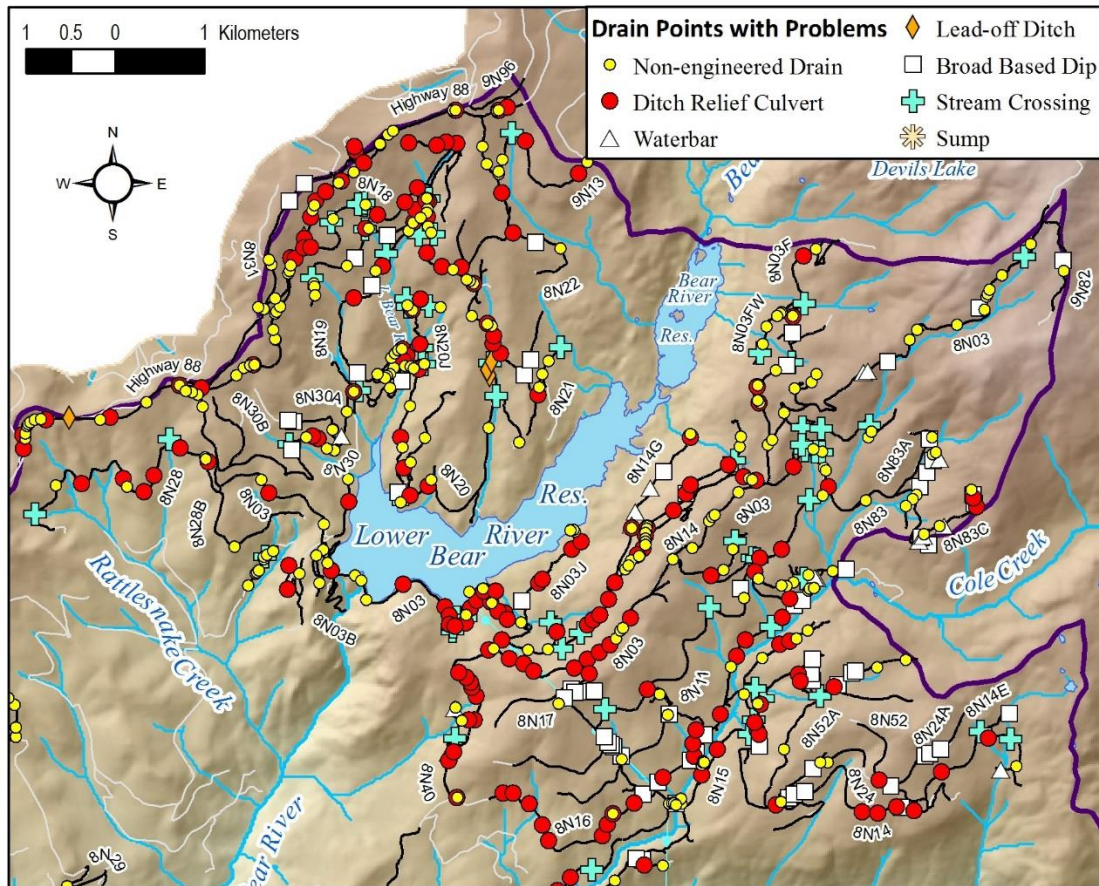 1 0.5 0 1 Kilometers
Drain Points with Problems
Non-engineered Drain
Ditch Relief Culvert
Waterbar
Lead-off Ditch
Broad Based Dip
Stream Crossing
Sump
N
W E
S
Highway 88
9N96
Devils Lake
8N18
9N13
8N31
8N22
Bear
River
Res.
8N03F
9N82
8N03FW
8N19
8N20J
8N03
Highway 88
8N21
8N30A
8N30B
8N30
8N14G
8N83A
8N28
8N20
8N03
8N28B
8N03
8N83
8N83C
8N14
Lower
Bear
River
Res.
Rattlesnake Creek
8N03J
Cole Creek
8N03B
8N03
8N03
8N11
8N17
8N52A
8N52
8N24A
8N14E
8N40
8N15
8N24
8N14
8N16
8N29
River